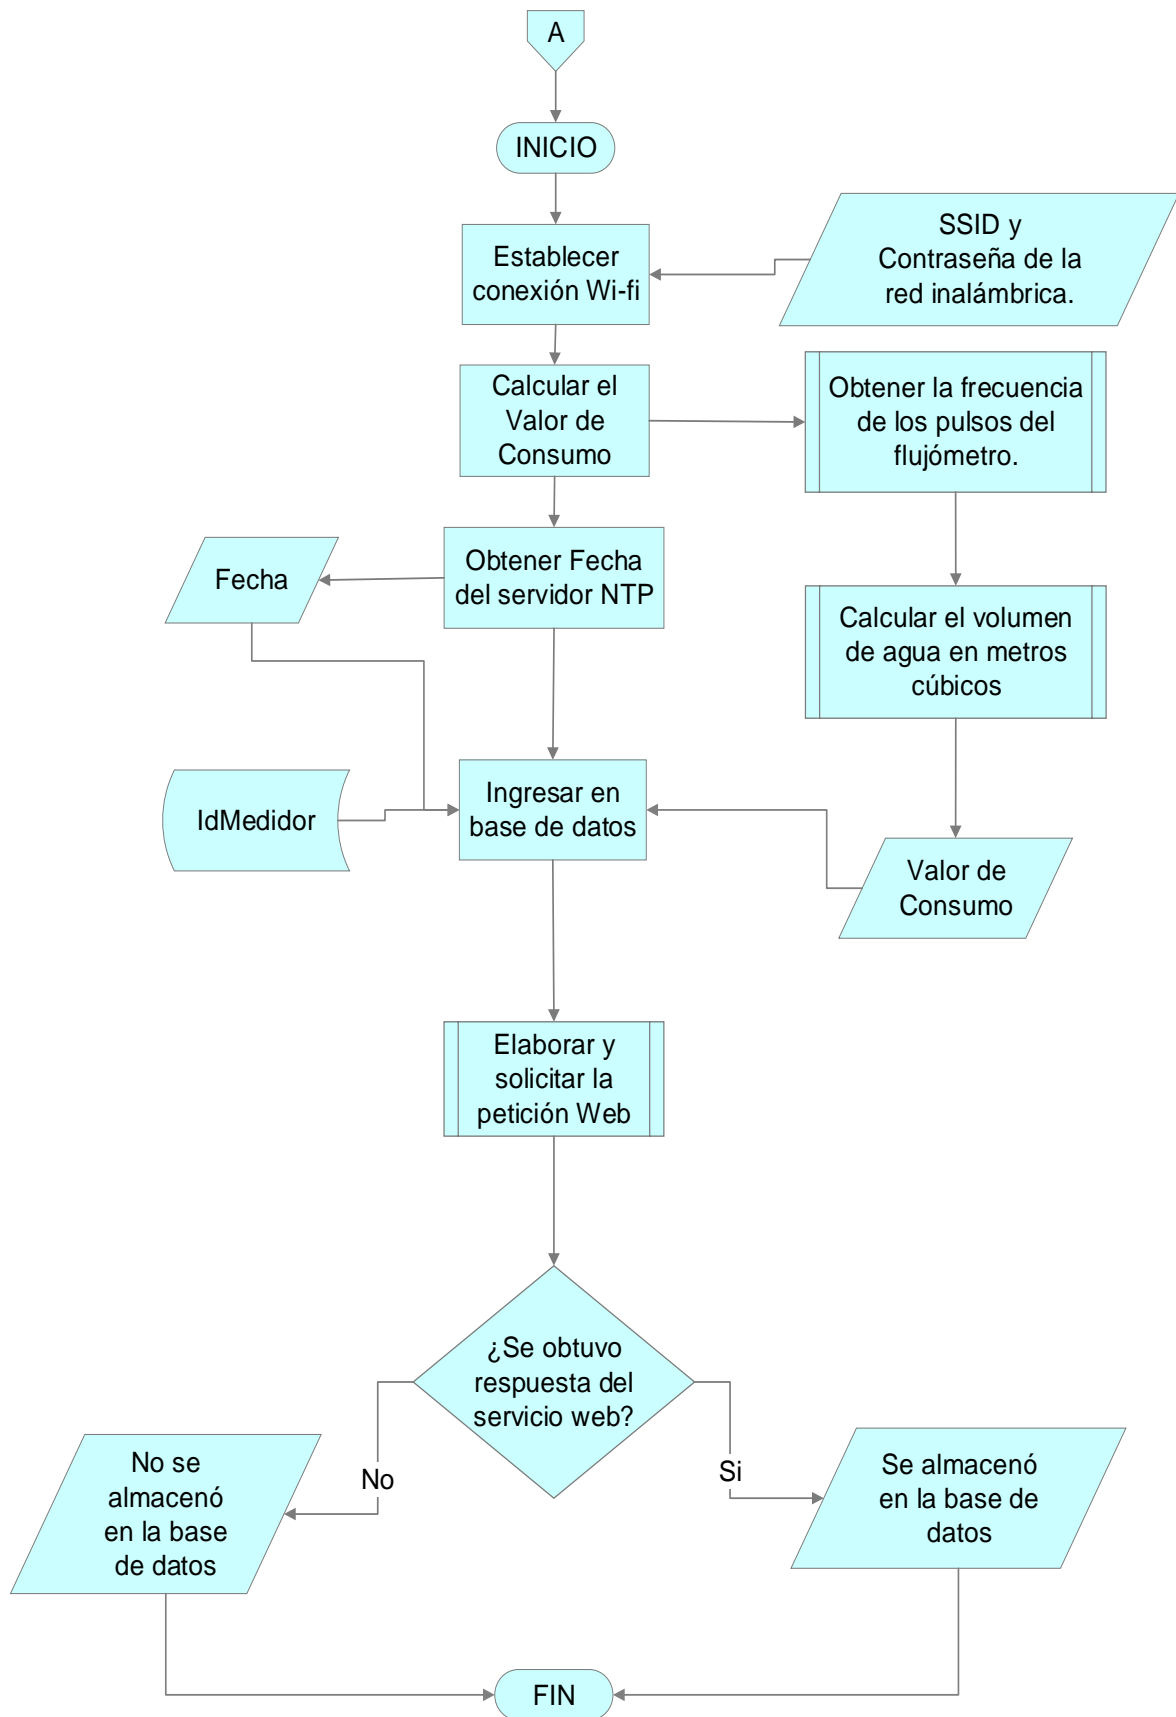 A
INICIO
SSID y
Contraseña de la
red inalámbrica.
Establecer
conexión Wi-fi
Calcular el
Valor de
Consumo
Obtener la frecuencia
de los pulsos del
flujómetro.
Obtener Fecha
del servidor NTP
Fecha
Calcular el volumen
de agua en metros
cúbicos
IdMedidor
Ingresar en
base de datos
Valor de
Consumo
Elaborar y
solicitar la
petición Web
¿Se obtuvo
respuesta del
servicio web?
No
Si
No se
almacenó
en la base
de datos
Se almacenó
en la base de
datos
FIN